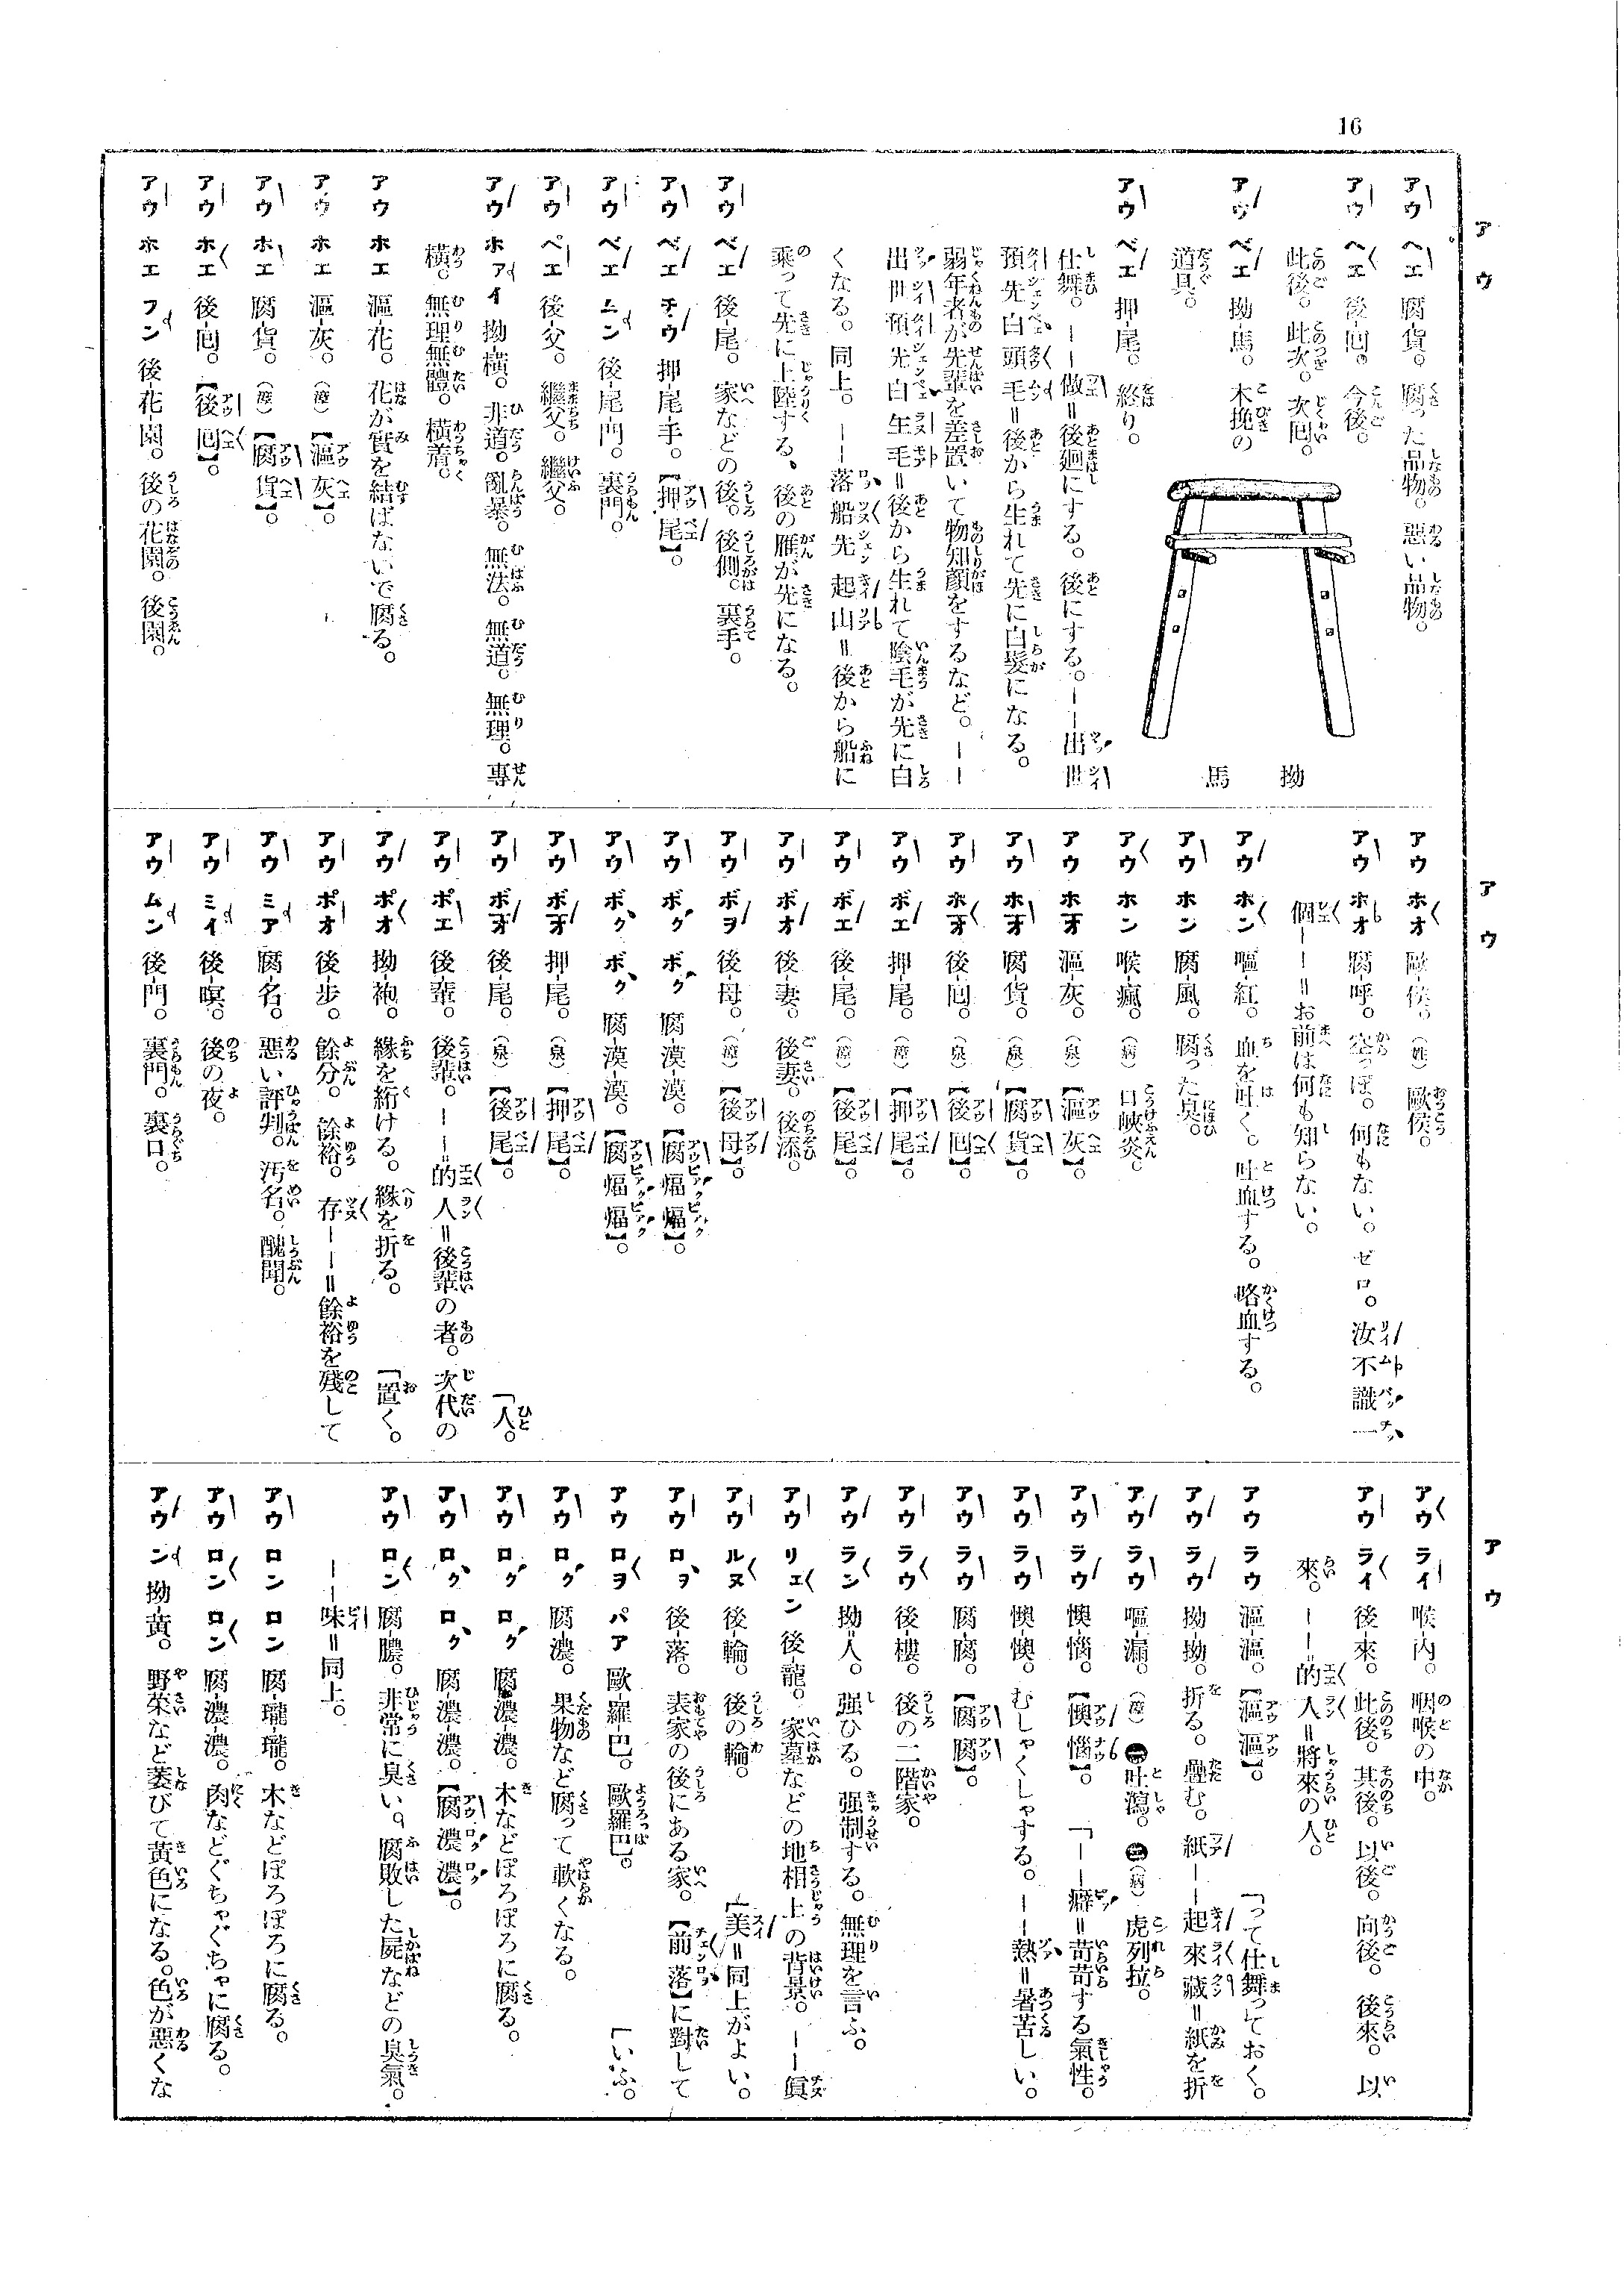 16
アウ
アウ ヘエ 腐貨。腐った品物。惡い品物。
アウ ヘエ 後囘。今後。
此後。此次。次囘。
アウ ベエ 拗馬。木挽の
道具。
拗馬
アウ ベエ 押尾。終り。
仕舞。——做=後廻にする。後にする。——出世
預先白頭毛=後から生れて先に白髮になる。
弱年者が先輩を差置いて物知顏をするなど。——
出世預先白生毛=後から生れて陰毛が先に白
くなる。同上。——落船先起山=後から船に
乘って先に上陸する、後の雁が先になる。
アウ ベエ 後尾。家などの後。後側。裏手。
アウ ベエ チウ 押尾手。【押尾】。
アウ ベエ ムン 後尾門。裏門。
アウ ペエ 後父。繼父。繼父。
アウ ホアイ 拗橫。非道。亂暴。無法。無道。無理。專
橫。無理無體。橫着。
アウ ホエ 漚花。花が實を結ばないで腐る。
アウ ホエ 漚灰。(漳)【漚灰】。
アウ ホエ 腐貨。(漳)【腐貨】。
アウ ホエ 後囘。【後囘】。
アウ ホエ フン 後花園。後の花園。後園。
アウ
アウ ホオ 歐侯。(姓)歐侯。
アウ ホオ 腐呼。空っぽ。何もない。ゼロ。汝不識一
個——=お前は何も知らない。
アウ ホン 嘔紅。血を吐く。吐血する。咯血する。
アウ ホン 腐風。腐った臭。
アウ ホン 喉瘋。(病)口峽炎。
アウ ホオ 漚灰。(泉)【漚灰】。
アウ ホオ 腐貨。(泉)【腐貨】。
アウ ホオ 後囘。(泉)【後囘】。
アウ ボエ 押尾。(漳)【押尾】。
アウ ボエ 後尾。(漳)【後尾】。
アウ ボオ 後妻。後妻。後添。
アウ ボヲ 後母。(漳)【後母】。
アウ ボク ボク 腐漠漠。【腐煏煏】。
アウ ボク ボク 腐漠漠。【腐煏煏】。
アウ ボオ 押尾。(泉)【押尾】。
アウ ボオ 後尾。(泉)【後尾】。
「人。
アウ ポエ 後輩。後輩。——的人=後輩の者。次代の
アウ ポオ 拗袍。緣を絎ける。緣を折る。
「置く。
アウ ポオ 後步。餘分。餘裕。存——=餘裕を殘して
アウ ミア 腐名。惡い評判。汚名。醜聞。
アウ ミイ 後暝。後の夜。
アウ ムン 後門。裏門。裏口。
アウ
アウ ライ 喉內。咽喉の中。
アウ ライ 後來。此後。其後。以後。向後。後來。以
來。——的人=將來の人。
アウ ラウ 漚漚。【漚漚】。
「って仕舞っておく。
アウ ラウ 拗拗。折る。疊む。紙——起來藏=紙を折
アウ ラウ 嘔漏。(漳)㊀吐瀉。㊁(病)虎列拉。
アウ ラウ 懊惱。【懊惱】。「——癖=苛苛する氣性。
アウ ラウ 懊懊。むしゃくしゃする。——熱=暑苦しい。
アウ ラウ 腐腐。【腐腐】。
アウ ラウ 後樓。後の二階家。
アウ ラン 拗人。强ひる。强制する。無理を言ふ。
アウ リェン 後龍。家墓などの地相上の背景。——眞
「美=同上がよい。
アウ ルヌ 後輪。後の輪。
アウ ロヲ 後落。表家の後にある家。【前落】に對して
「いふ。
アウ ロヲ パア 歐羅巴。歐羅巴。
アウ ロク 腐濃。果物など腐って軟くなる。
アウ ロク ロク 腐濃濃。木などぼろぼろに腐る。
アウ ロク ロク 腐濃濃。【腐濃濃】。
アウ ロン 腐膿。非常に臭い。腐敗した屍などの臭氣。
——味=同上。
アウ ロン ロン 腐瓏瓏。木などぼろぼろに腐る。
アウ ロン ロン 腐濃濃。肉などぐちゃぐちゃに腐る。
アウ ン 拗黃。野菜など萎びて黃色になる。色が惡くな